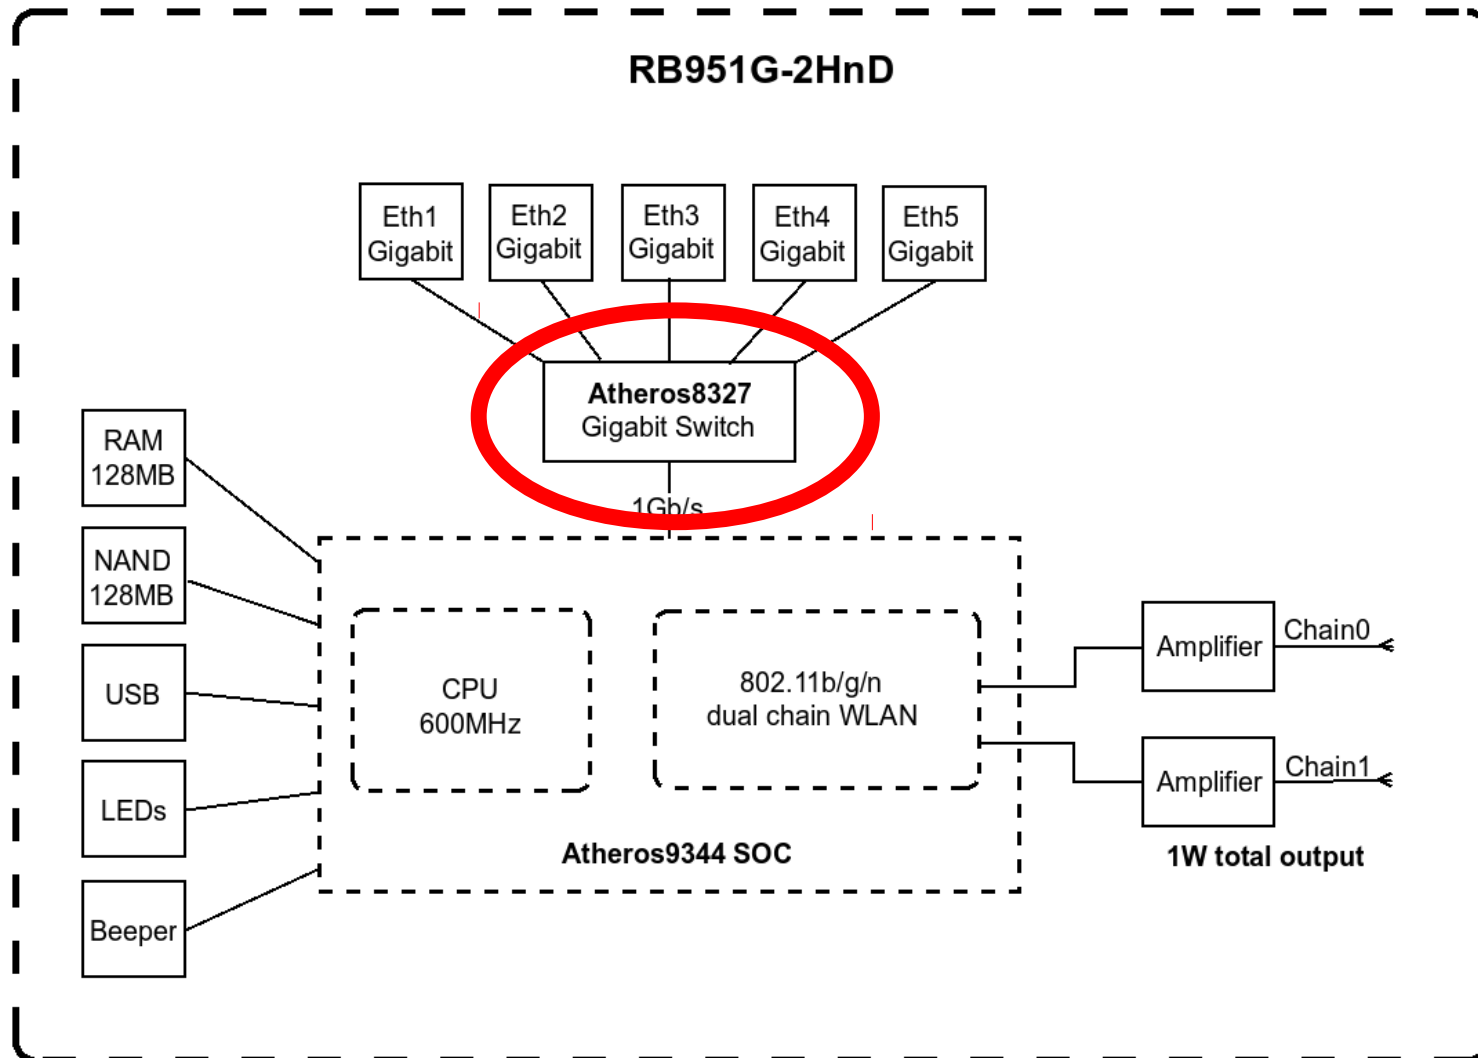 RB951G-2HnD
Eth1
Gigabit
Eth2
Gigabit
Eth3
Gigabit
Eth4
Gigabit
Eth5
Gigabit
Atheros8327
Gigabit Switch
1Gb/s
RAM
128MB
NAND
128MB
USB
LEDs
Beeper
CPU
600MHz
802.11b/g/n
dual chain WLAN
Atheros9344 SOC
Amplifier
Chain0
Amplifier
Chain1
1W total output